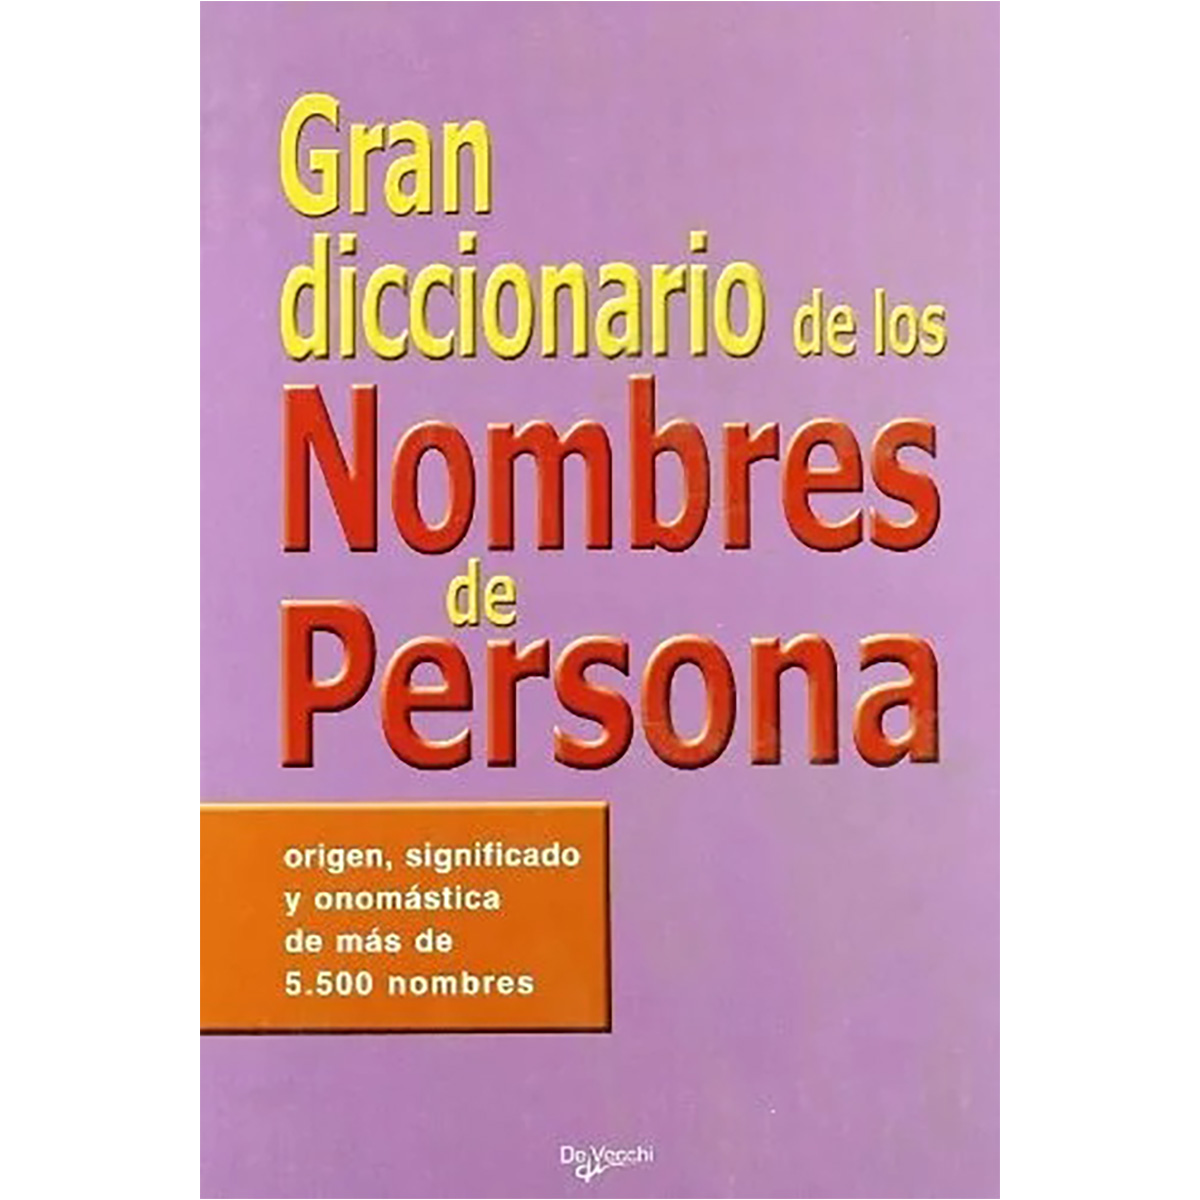 Gran
diccionario de los
Nombres
de
Persona
origen, significado
y onomástica
de más de
5.500 nombres
De Vecchi